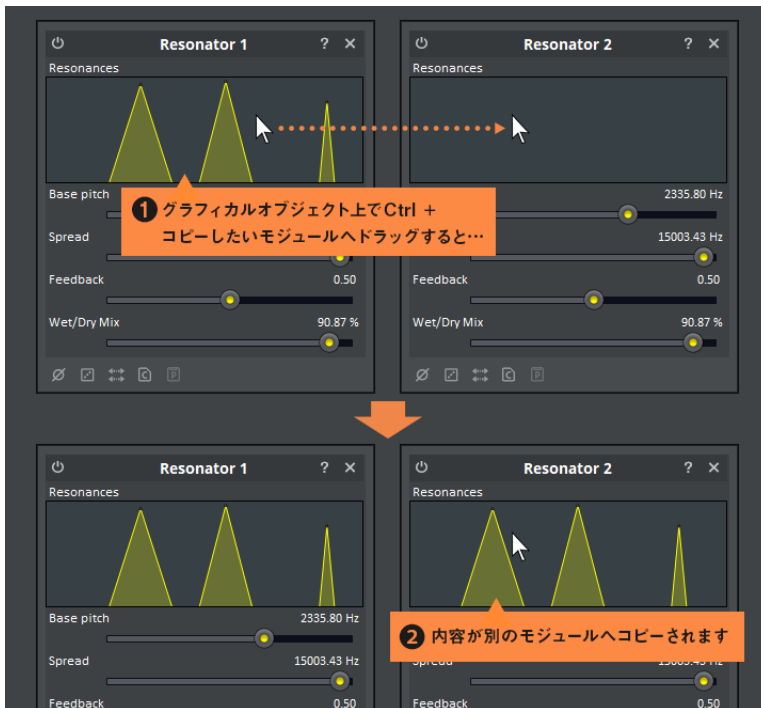 Resonator 1 ? ×
Resonances
Base pitch
Spread
Feedback 0.50
Wet/Dry Mix 90.87 %
Resonator 2 ? ×
Resonances
2335.80 Hz
15003.43 Hz
Feedback 0.50
Wet/Dry Mix 90.87 %
❶ グラフィカルオブジェクト上でCtrl +
コピーしたいモジュールへドラッグすると…
Resonator 1 ? ×
Resonances
Base pitch 2335.80 Hz
Spread 15003.43 Hz
Feedback 0.50
Resonator 2 ? ×
Resonances
❷ 内容が別のモジュールへコピーされます
Spread 15003.43 Hz
Feedback 0.50